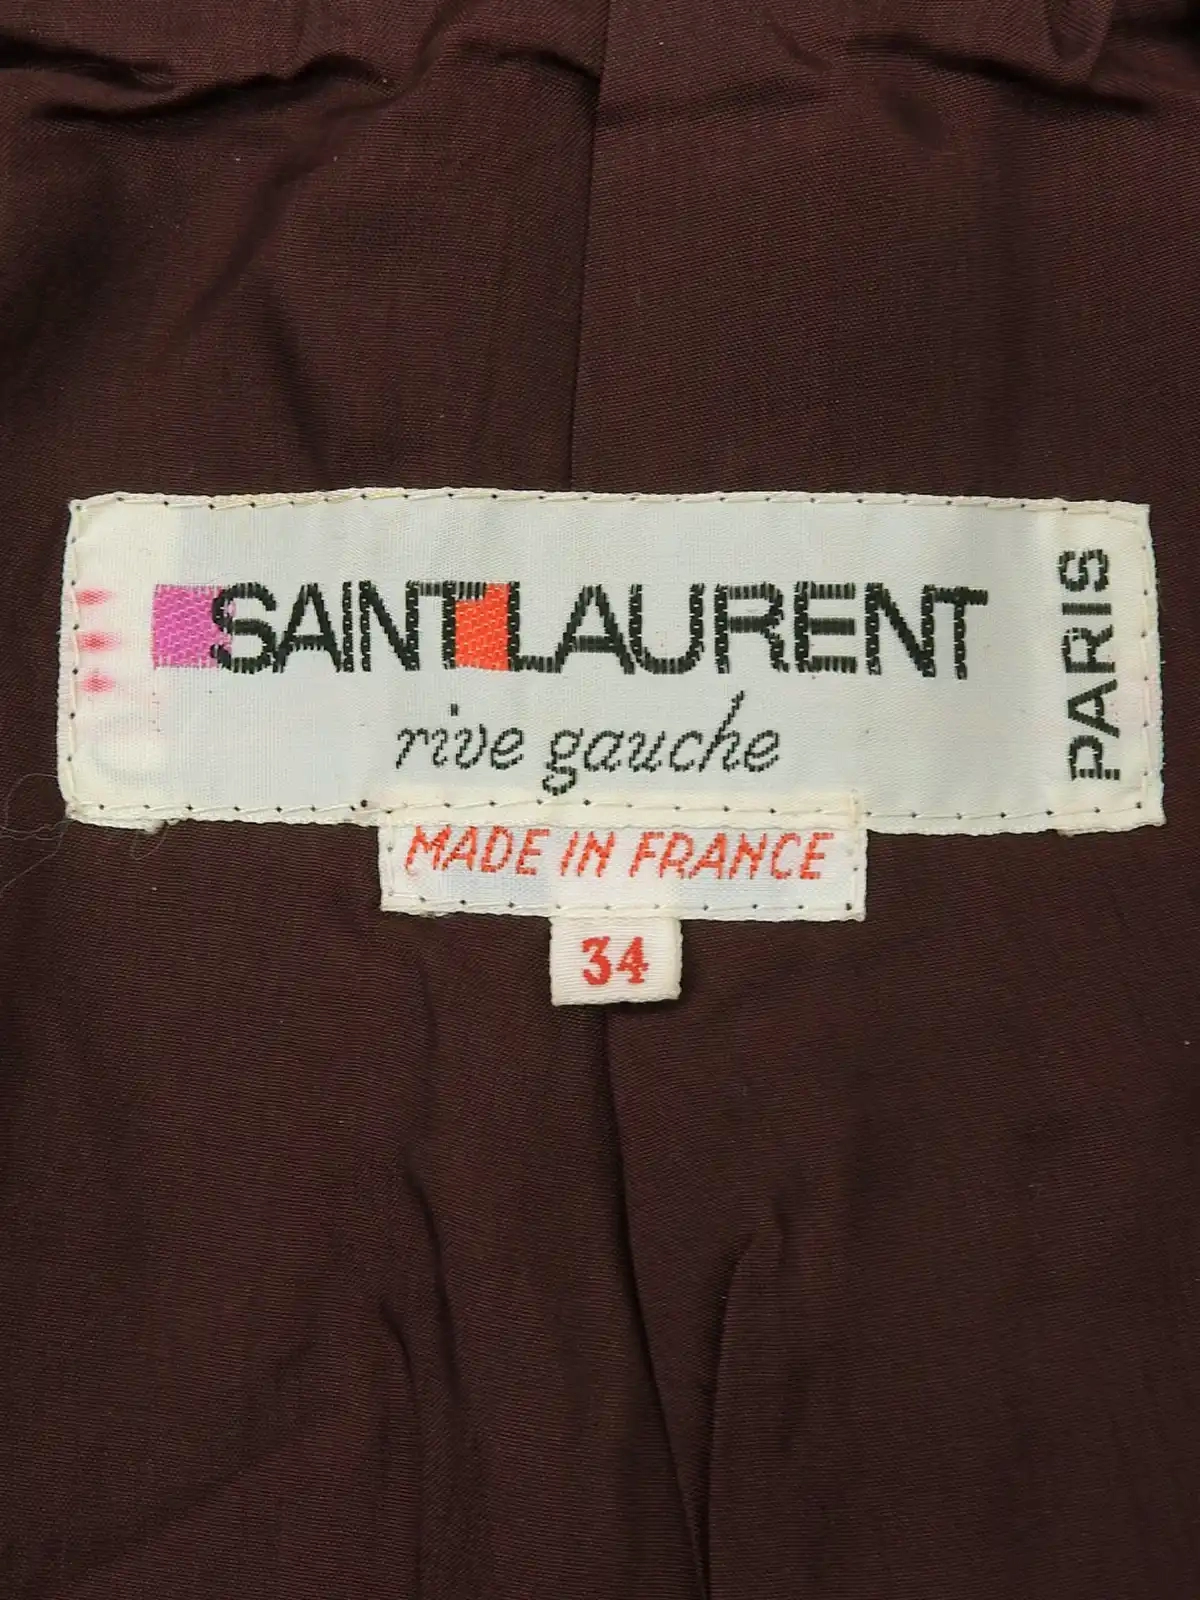 SAINT LAURENT
rive gauche
PARIS
MADE IN FRANCE
34